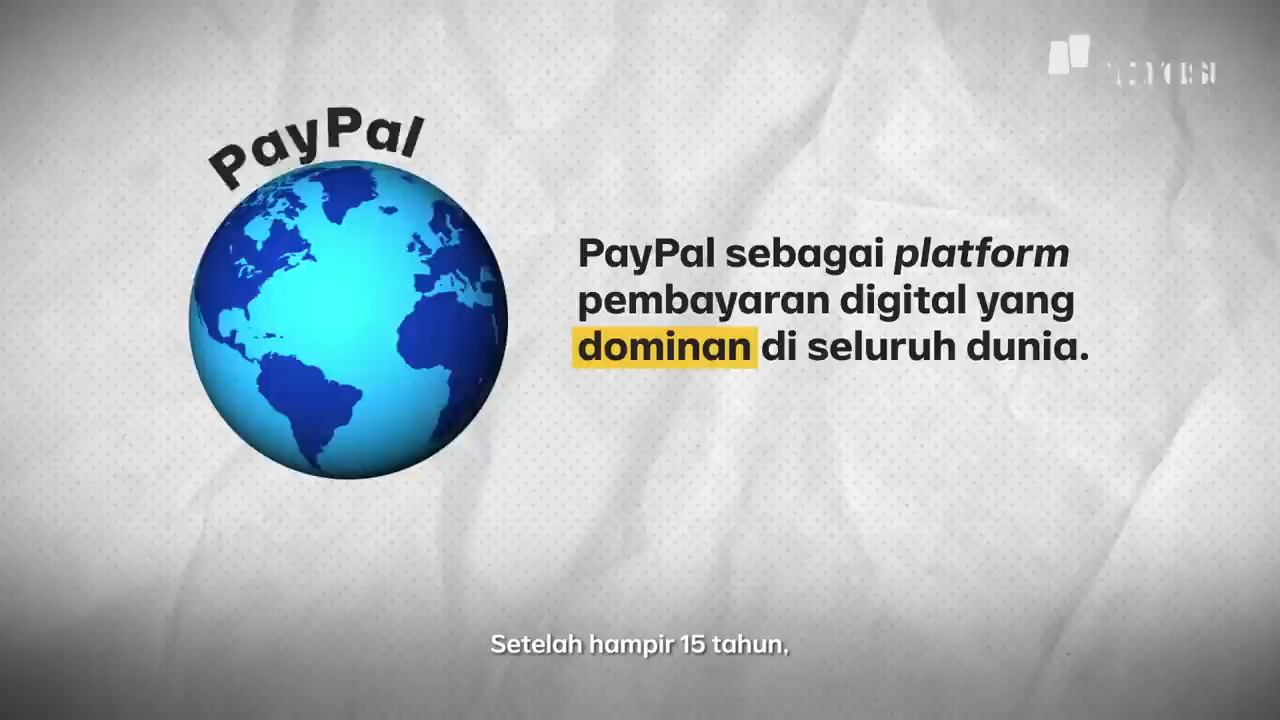 PayPal
PayPal sebagai platform
pembayaran digital yang
dominan di seluruh dunia.
Setelah hampir 15 tahun,